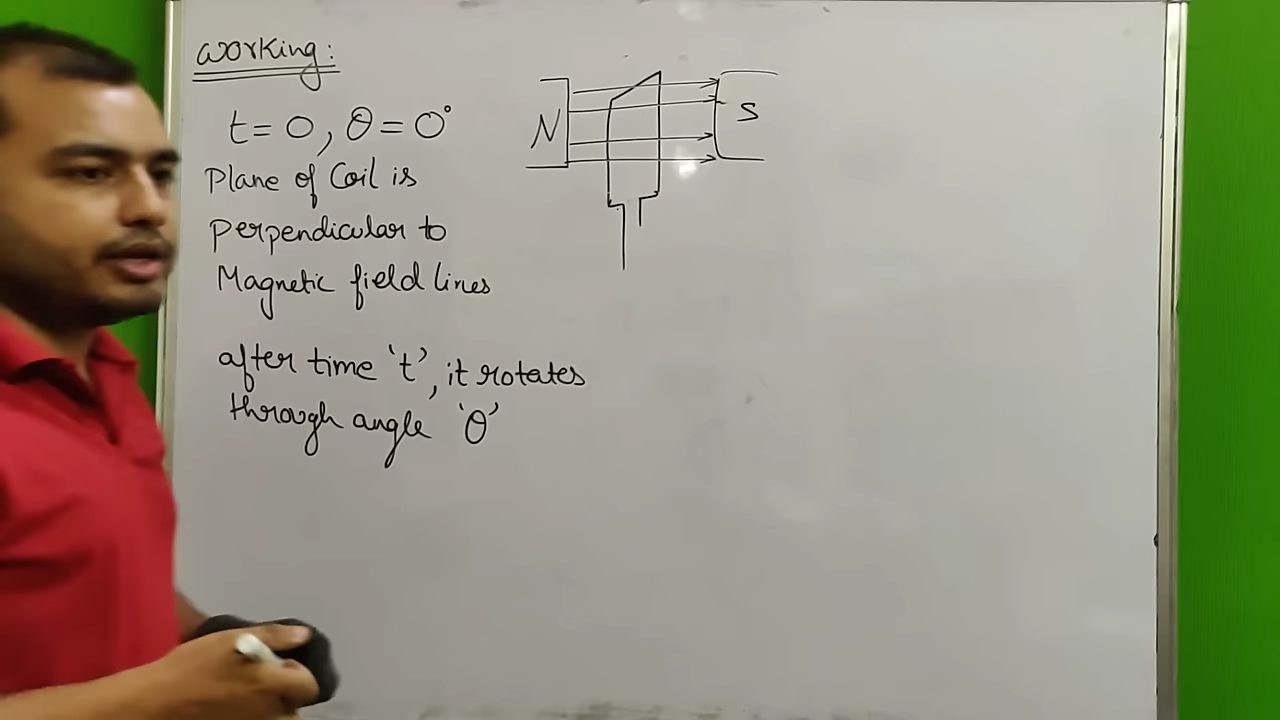 Working:
t = 0, θ = 0°
Plane of Coil is
Perpendicular to
Magnetic field lines
after time 't', it rotates
through angle 'θ'
N
S